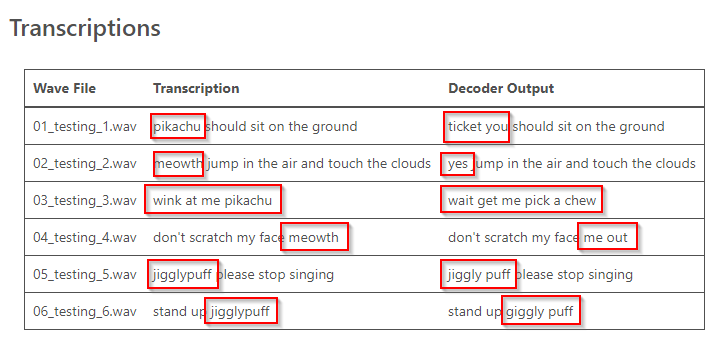 Transcriptions
Wave File Transcription Decoder Output
01_testing_1.wav pikachu should sit on the ground ticket you should sit on the ground
02_testing_2.wav meowth jump in the air and touch the clouds yes jump in the air and touch the clouds
03_testing_3.wav wink at me pikachu wait get me pick a chew
04_testing_4.wav don't scratch my face meowth don't scratch my face me out
05_testing_5.wav jigglypuff please stop singing jiggly puff please stop singing
06_testing_6.wav stand up jigglypuff stand up giggly puff